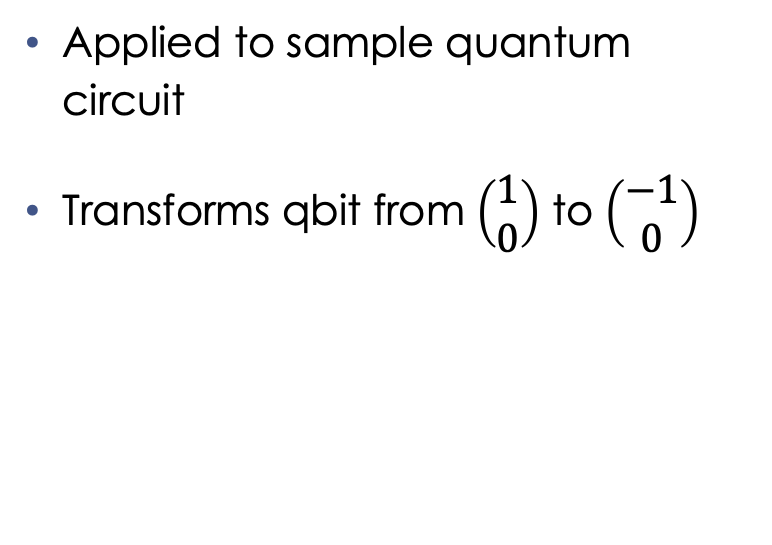 • Applied to sample quantum
circuit
• Transforms qbit from (1 0) to (−1 0)